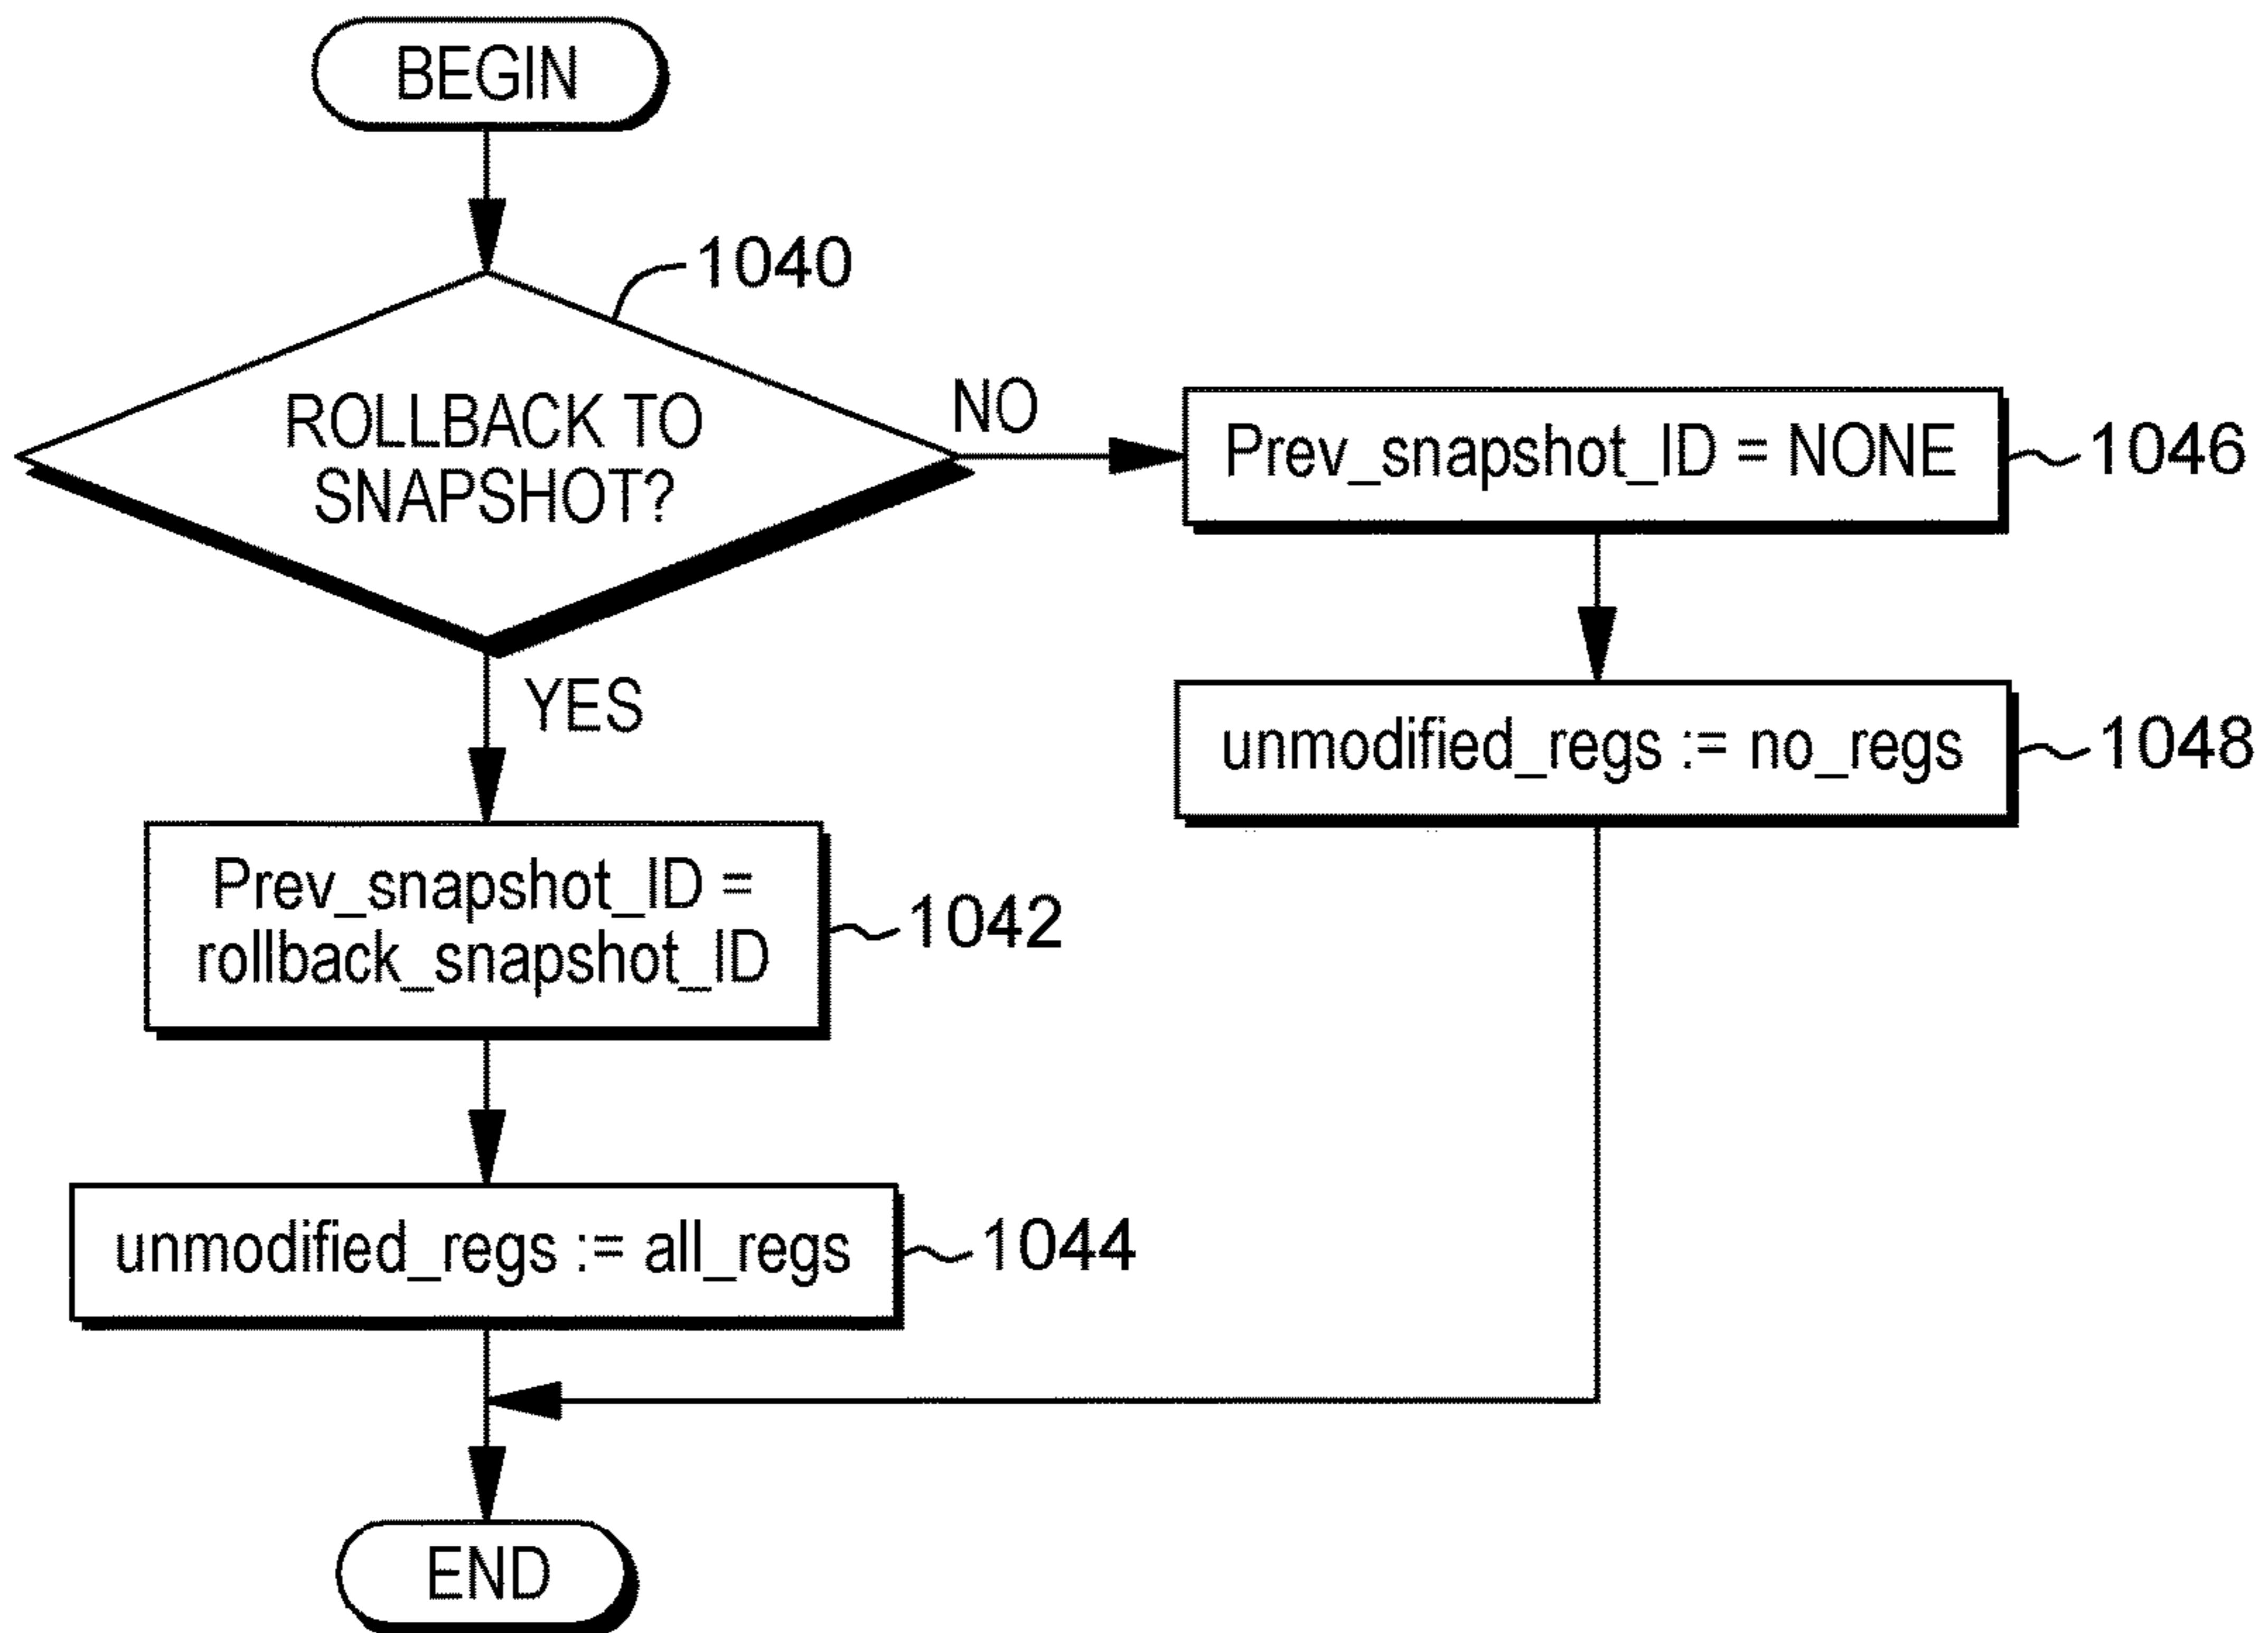 BEGIN
1040
ROLLBACK TO
SNAPSHOT?
NO
Prev_snapshot_ID = NONE
1046
YES
unmodified_regs := no_regs
1048
Prev_snapshot_ID =
rollback_snapshot_ID
1042
unmodified_regs := all_regs
1044
END